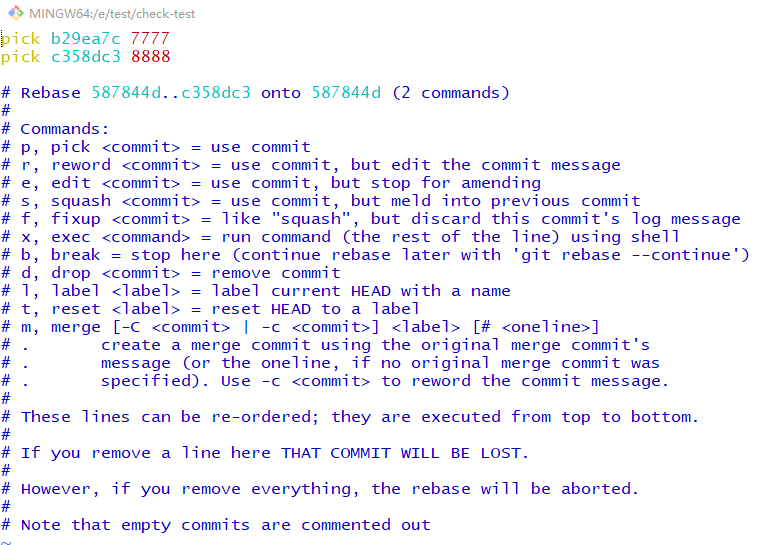 MINGW64:/e/test/check-test
pick b29ea7c 7777
pick c358dc3 8888
# Rebase 587844d..c358dc3 onto 587844d (2 commands)
#
# Commands:
# p, pick <commit> = use commit
# r, reword <commit> = use commit, but edit the commit message
# e, edit <commit> = use commit, but stop for amending
# s, squash <commit> = use commit, but meld into previous commit
# f, fixup <commit> = like "squash", but discard this commit's log message
# x, exec <command> = run command (the rest of the line) using shell
# b, break = stop here (continue rebase later with 'git rebase --continue')
# d, drop <commit> = remove commit
# l, label <label> = label current HEAD with a name
# t, reset <label> = reset HEAD to a label
# m, merge [-C <commit> | -c <commit>] <label> [# <oneline>]
# .       create a merge commit using the original merge commit's
# .       message (or the oneline, if no original merge commit was
# .       specified). Use -c <commit> to reword the commit message.
#
# These lines can be re-ordered; they are executed from top to bottom.
#
# If you remove a line here THAT COMMIT WILL BE LOST.
#
# However, if you remove everything, the rebase will be aborted.
#
# Note that empty commits are commented out
~